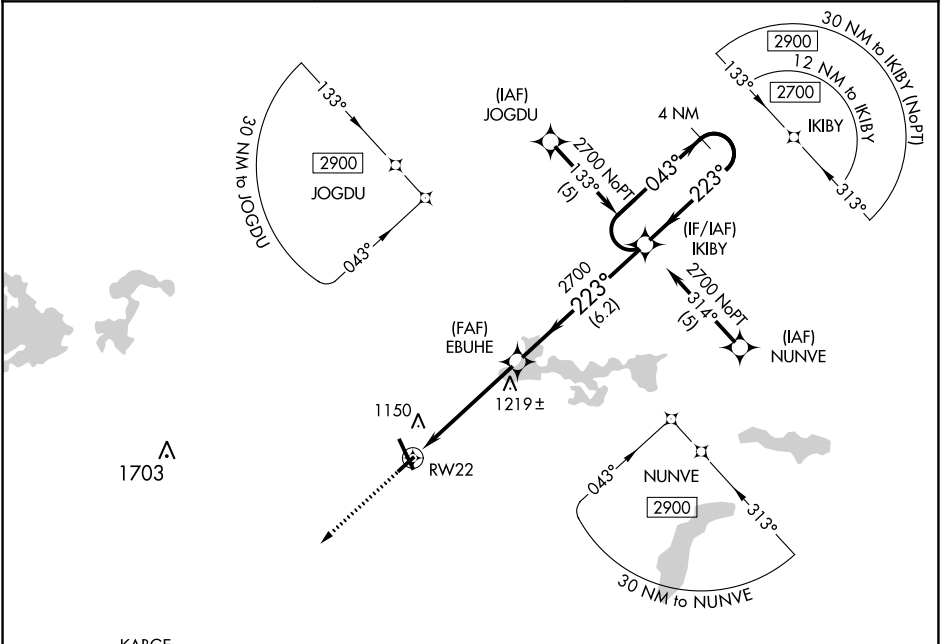 30 NM to IKIBY (NoPT)
2900
12 NM to IKIBY
2700
133°
IKIBY
313°
133°
2900
JOGDU
30 NM to JOGDU
043°
(IAF)
JOGDU
2700 NoPT
133°
(5)
4 NM
043°
223°
(IF/IAF)
IKIBY
2700
223°
(6.2)
2700 NoPT
314°
(5)
(IAF)
NUNVE
(FAF)
EBUHE
1219 ±
1150
RW22
1703
043°
NUNVE
2900
313°
30 NM to NUNVE